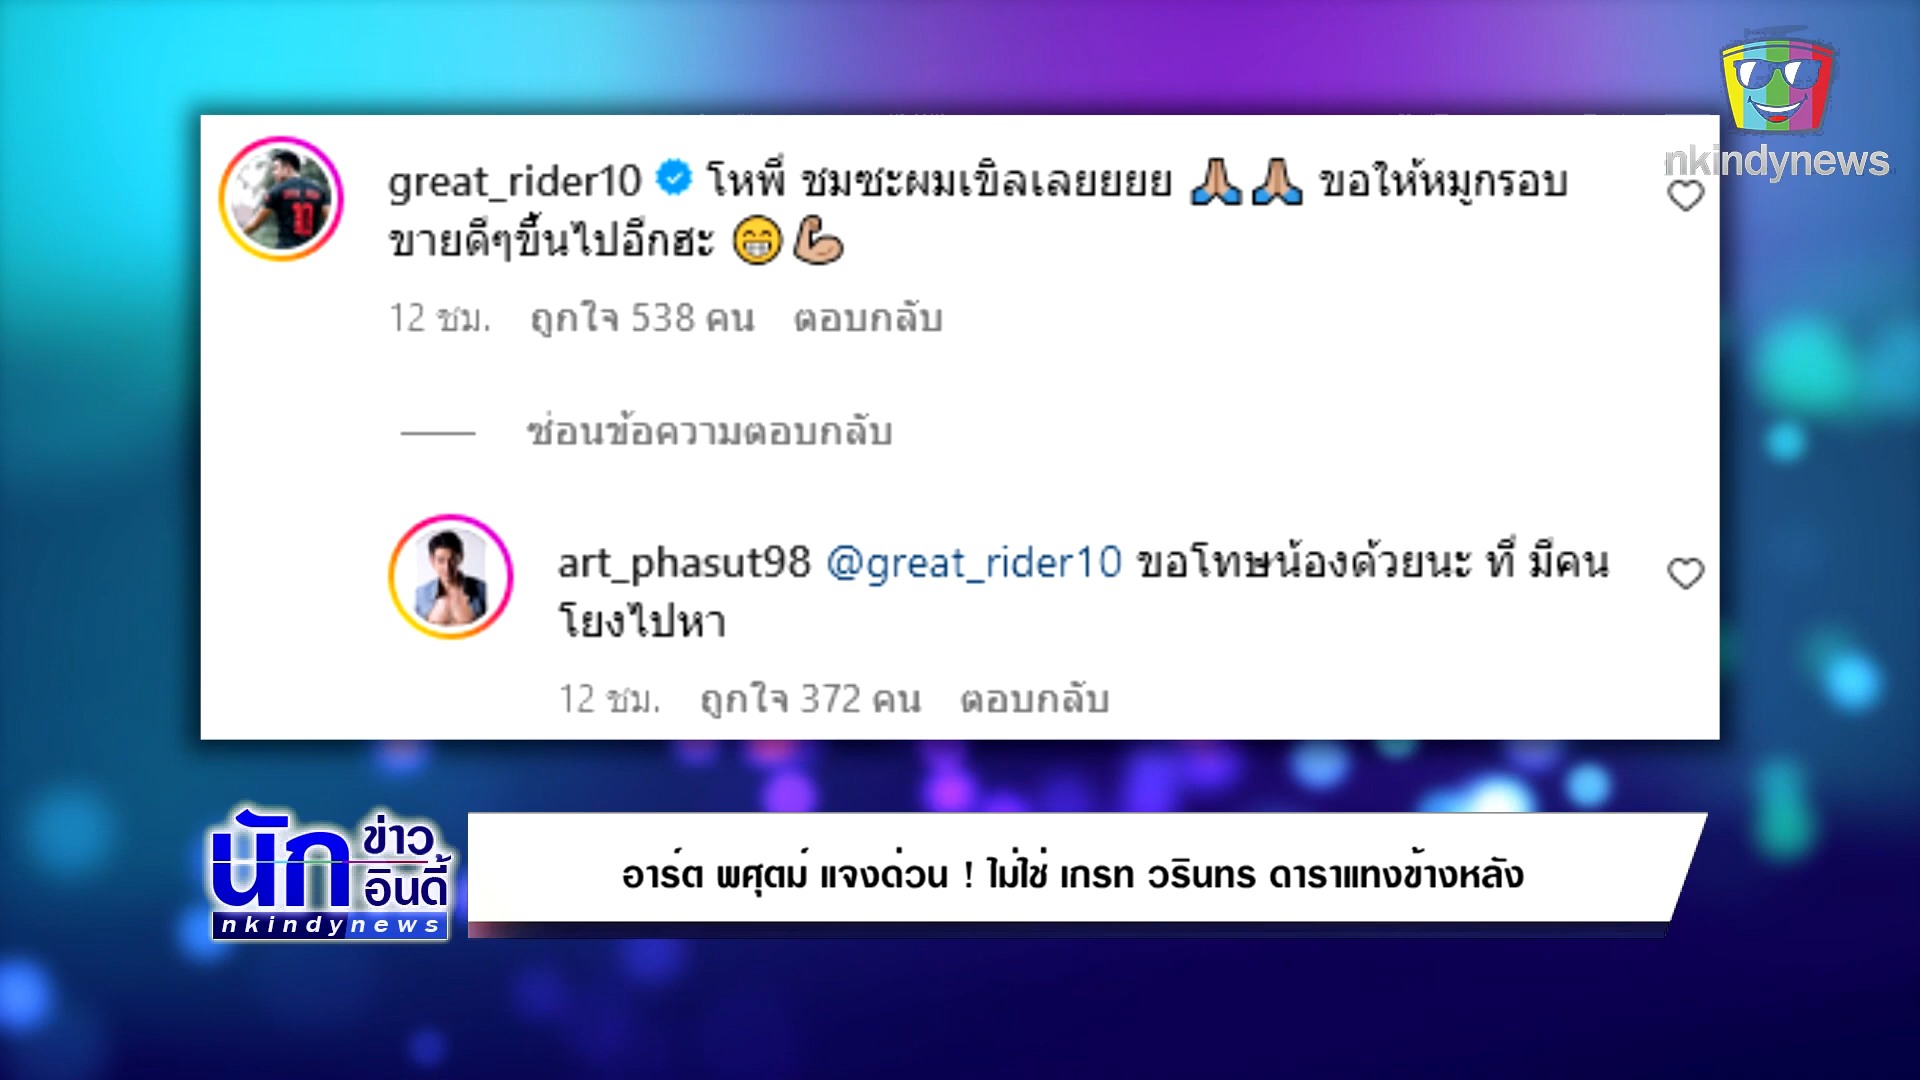 nkindynews
great_rider10 โหพี่ ชมซะผมเขิลเลยยยย 🙏🙏 ขอให้หมูกรอบ
ขายดีๆขึ้นไปอีกฮะ 😁💪
12 ชม. ถูกใจ 538 คน ตอบกลับ
ซ่อนข้อความตอบกลับ
art_phasut98 @great_rider10 ขอโทษน้องด้วยนะ ที่ มีคน
โยงไปหา
12 ชม. ถูกใจ 372 คน ตอบกลับ
นักข่าวอินดี้
nkindynews
อาร์ต พศุตม์ แจงด่วน ! ไม่ใช่ เกรท วรินทร ดาราแทงข้างหลัง